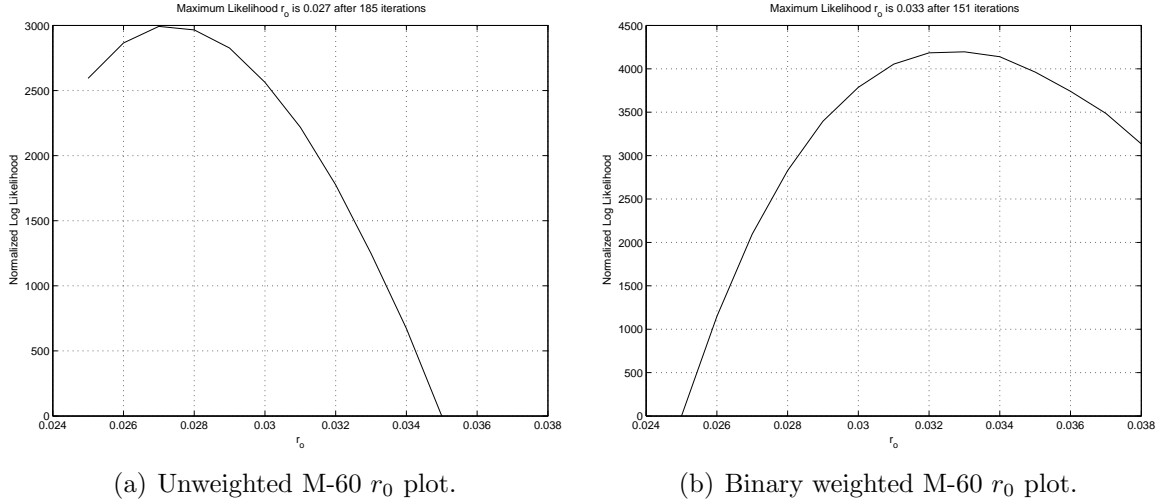 Maximum Likelihood r_o is 0.027 after 185 iterations
3000
2500
2000
1500
1000
500
0
Normalized Log Likelihood
0.024 0.026 0.028 0.03 0.032 0.034 0.036 0.038
r_o
(a) Unweighted M-60 r_0 plot.
Maximum Likelihood r_o is 0.033 after 151 iterations
4500
4000
3500
3000
2500
2000
1500
1000
500
0
Normalized Log Likelihood
0.024 0.026 0.028 0.03 0.032 0.034 0.036 0.038
r_o
(b) Binary weighted M-60 r_0 plot.